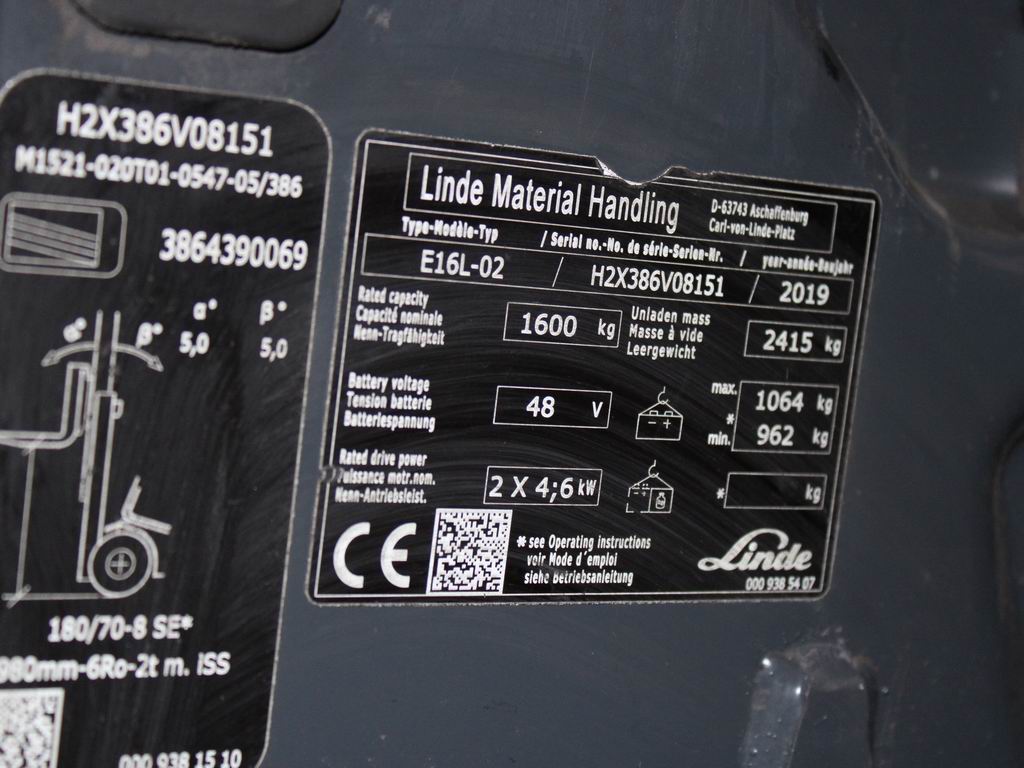 H2X386V08151
M1521-020T01-0547-05/386
3864390069
α° β°
α° β° 5,0 5,0
180/70-8 SE*
980mm-6Ro-2t m. iSS
000 938 15 10
Linde Material Handling
D-63743 Aschaffenburg
Carl-von-Linde-Platz
Type-Modèle-Typ / Serial no.-No. de série-Serien-Nr. / year-année-Baujahr
E16L-02 / H2X386V08151 / 2019
Rated capacity
Capacité nominale
Nenn-Tragfähigkeit
1600 kg
Unladen mass
Masse à vide
Leergewicht
2415 kg
Battery voltage
Tension batterie
Batteriespannung
48 V
- +
max. 1064 kg
*
min. 962 kg
Rated drive power
Puissance motr.nom.
Nenn-Antriebsleist.
2 X 4;6 kW
* kg
CE
* see Operating instructions
voir Mode d´emploi
siehe Betriebsanleitung
Linde
000 938 54 07